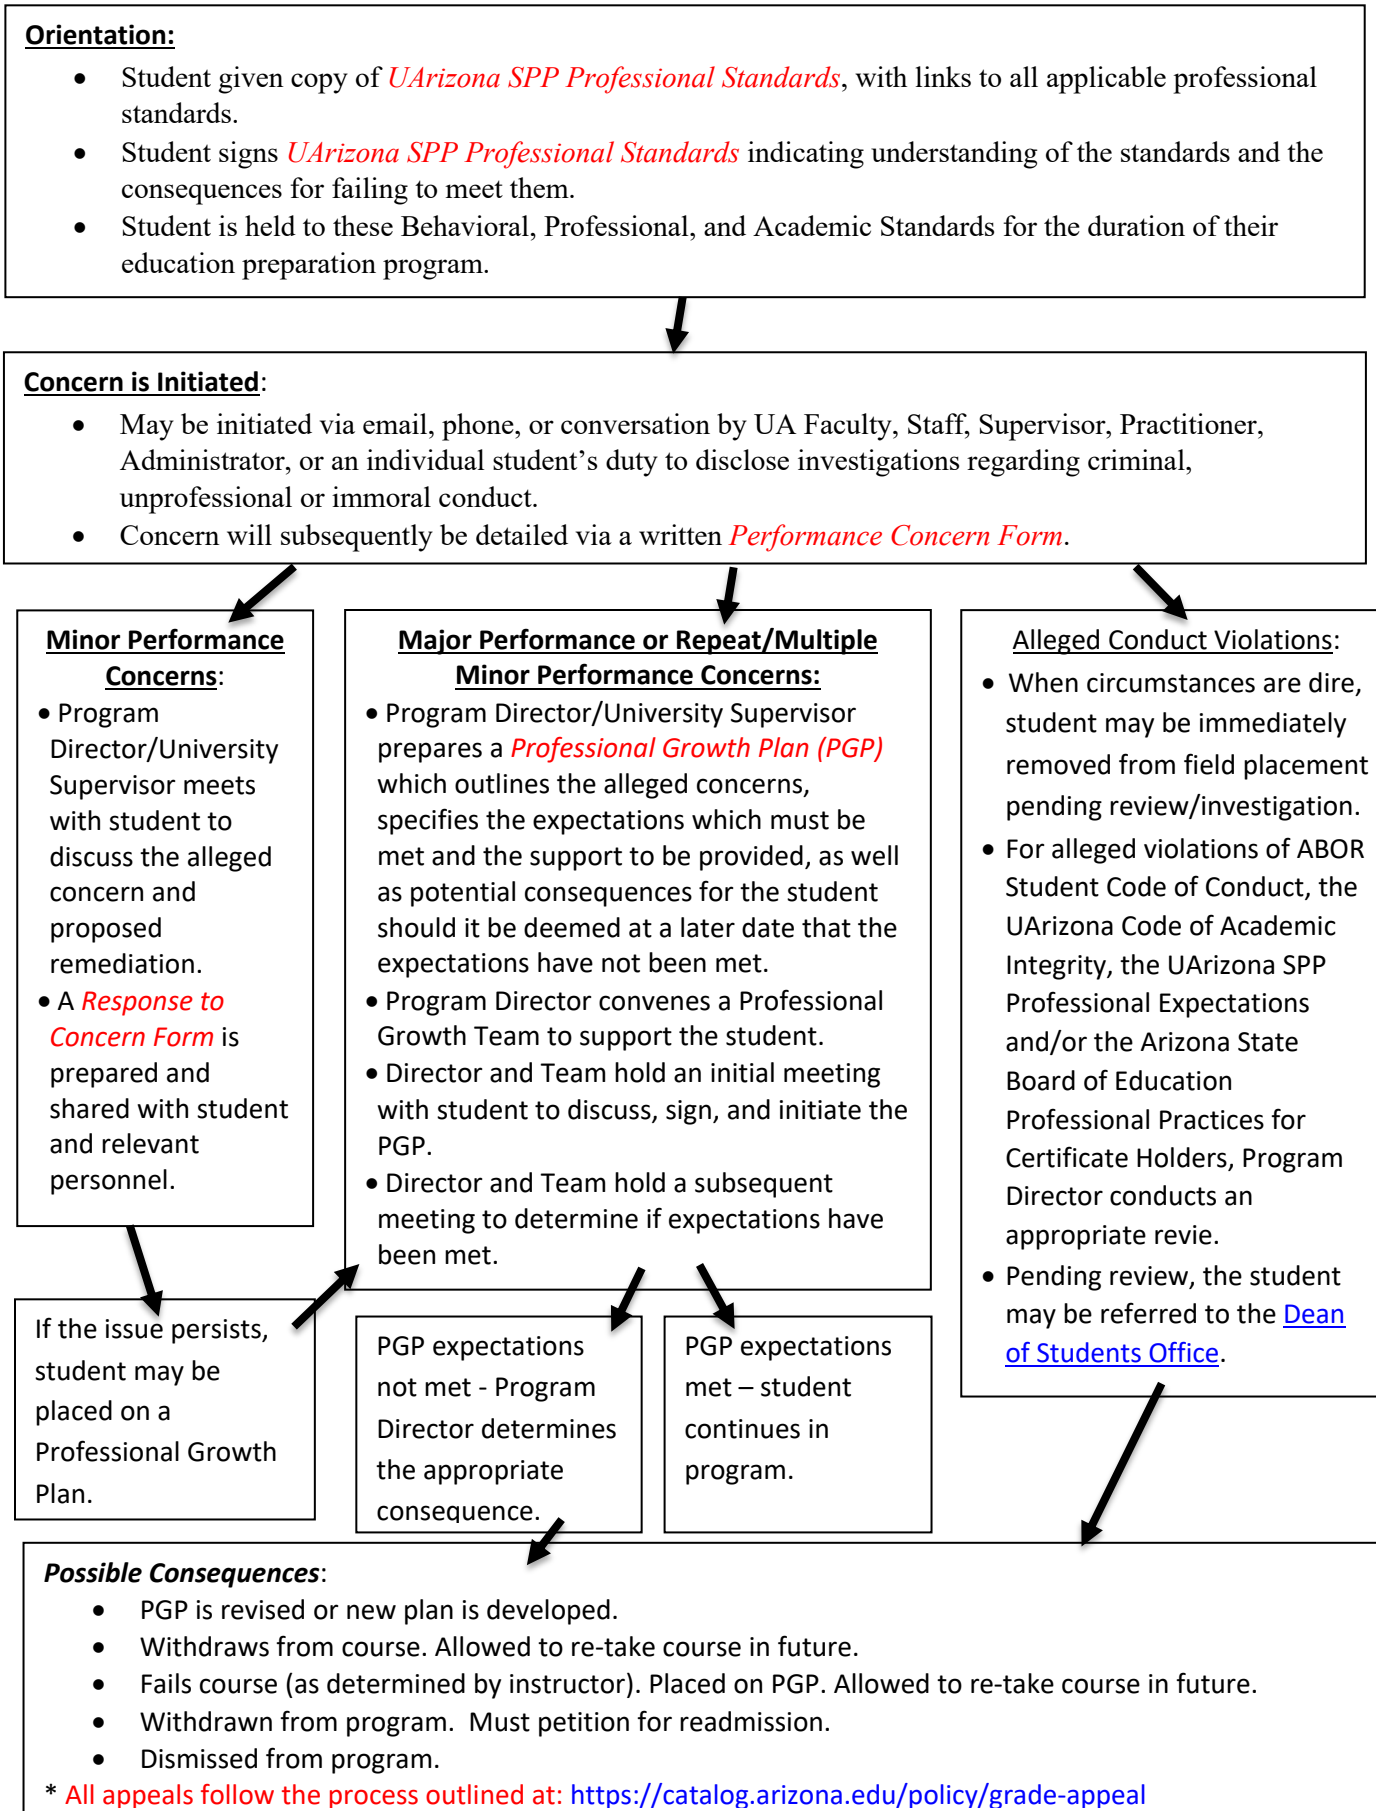 Orientation:
• Student given copy of UArizona SPP Professional Standards, with links to all applicable professional
standards.
• Student signs UArizona SPP Professional Standards indicating understanding of the standards and the
consequences for failing to meet them.
• Student is held to these Behavioral, Professional, and Academic Standards for the duration of their
education preparation program.
Concern is Initiated:
• May be initiated via email, phone, or conversation by UA Faculty, Staff, Supervisor, Practitioner,
Administrator, or an individual student’s duty to disclose investigations regarding criminal,
unprofessional or immoral conduct.
• Concern will subsequently be detailed via a written Performance Concern Form.
Minor Performance
Concerns:
• Program
Director/University
Supervisor meets
with student to
discuss the alleged
concern and
proposed
remediation.
• A Response to
Concern Form is
prepared and
shared with student
and relevant
personnel.
If the issue persists,
student may be
placed on a
Professional Growth
Plan.
Major Performance or Repeat/Multiple
Minor Performance Concerns:
• Program Director/University Supervisor
prepares a Professional Growth Plan (PGP)
which outlines the alleged concerns,
specifies the expectations which must be
met and the support to be provided, as well
as potential consequences for the student
should it be deemed at a later date that the
expectations have not been met.
• Program Director convenes a Professional
Growth Team to support the student.
• Director and Team hold an initial meeting
with student to discuss, sign, and initiate the
PGP.
• Director and Team hold a subsequent
meeting to determine if expectations have
been met.
PGP expectations
not met - Program
Director determines
the appropriate
consequence.
PGP expectations
met – student
continues in
program.
Alleged Conduct Violations:
• When circumstances are dire,
student may be immediately
removed from field placement
pending review/investigation.
• For alleged violations of ABOR
Student Code of Conduct, the
UArizona Code of Academic
Integrity, the UArizona SPP
Professional Expectations
and/or the Arizona State
Board of Education
Professional Practices for
Certificate Holders, Program
Director conducts an
appropriate revie.
• Pending review, the student
may be referred to the Dean
of Students Office.
Possible Consequences:
• PGP is revised or new plan is developed.
• Withdraws from course. Allowed to re-take course in future.
• Fails course (as determined by instructor). Placed on PGP. Allowed to re-take course in future.
• Withdrawn from program. Must petition for readmission.
• Dismissed from program.
* All appeals follow the process outlined at: https://catalog.arizona.edu/policy/grade-appeal